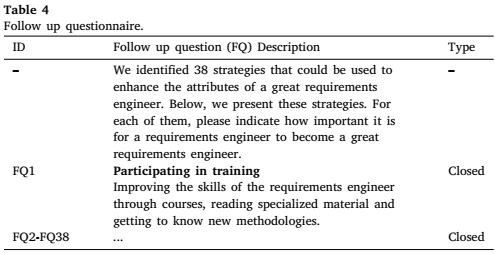 Table 4
Follow up questionnaire.
ID Follow up question (FQ) Description Type
– We identified 38 strategies that could be used to –
enhance the attributes of a great requirements
engineer. Below, we present these strategies. For
each of them, please indicate how important it is
for a requirements engineer to become a great
requirements engineer.
FQ1 Participating in training Closed
Improving the skills of the requirements engineer
through courses, reading specialized material and
getting to know new methodologies.
FQ2-FQ38 ... Closed